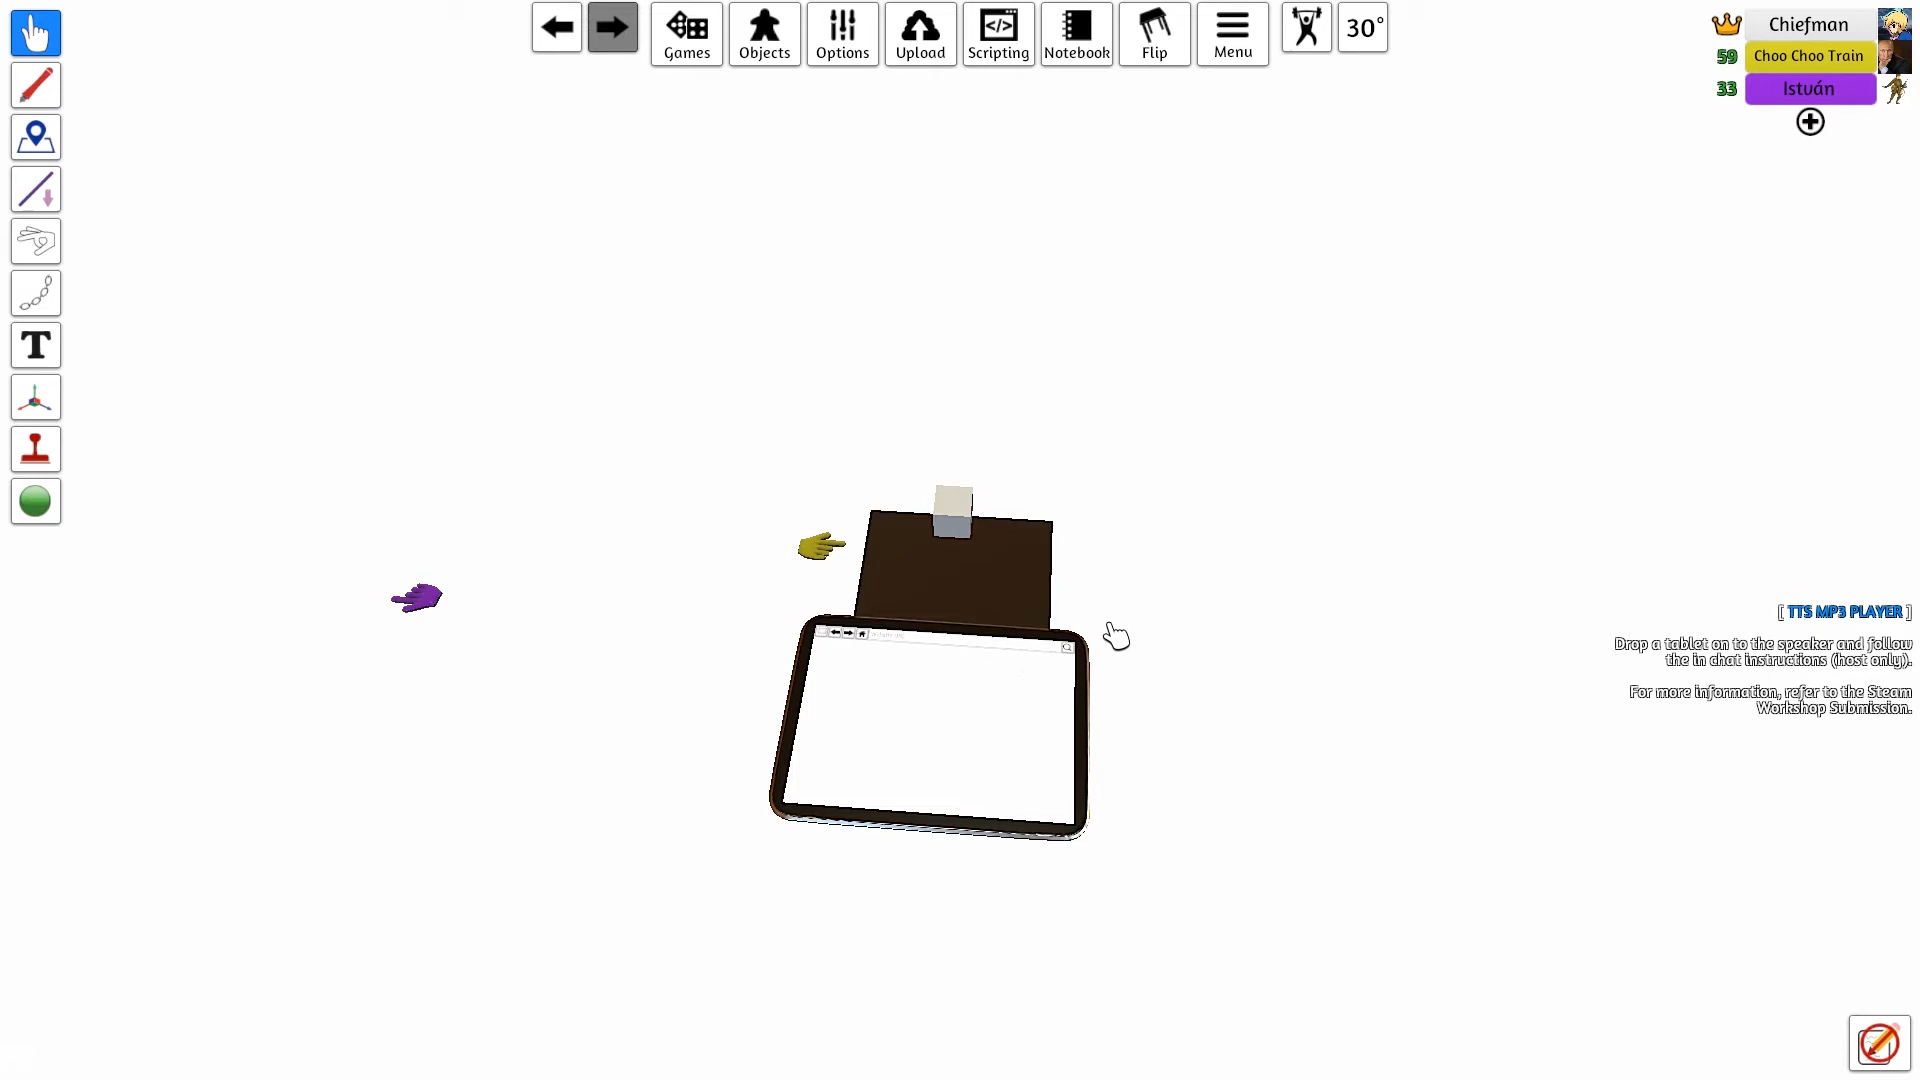 Games
Objects
Options
Upload
Scripting
Notebook
Flip
Menu
30°
Chiefman
59 Choo Choo Train
33 István
T
[ TTS MP3 PLAYER ]
Drop a tablet on to the speaker and follow
the in chat instructions (host only).
For more information, refer to the Steam
Workshop Submission.